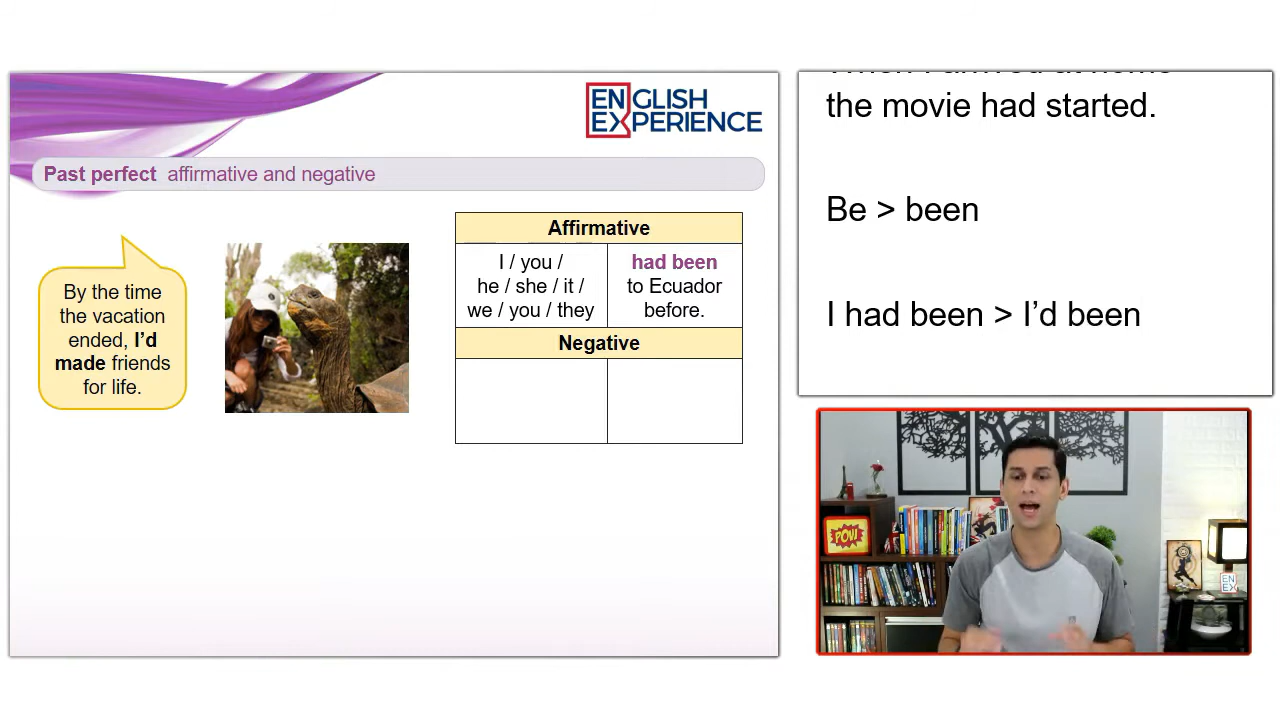 ENGLISH
EXPERIENCE
Past perfect affirmative and negative
By the time
the vacation
ended, I’d
made friends
for life.
Affirmative
I / you /
he / she / it /
we / you / they
had been
to Ecuador
before.
Negative
the movie had started.
Be > been
I had been > I’d been
POW!
EN
EX